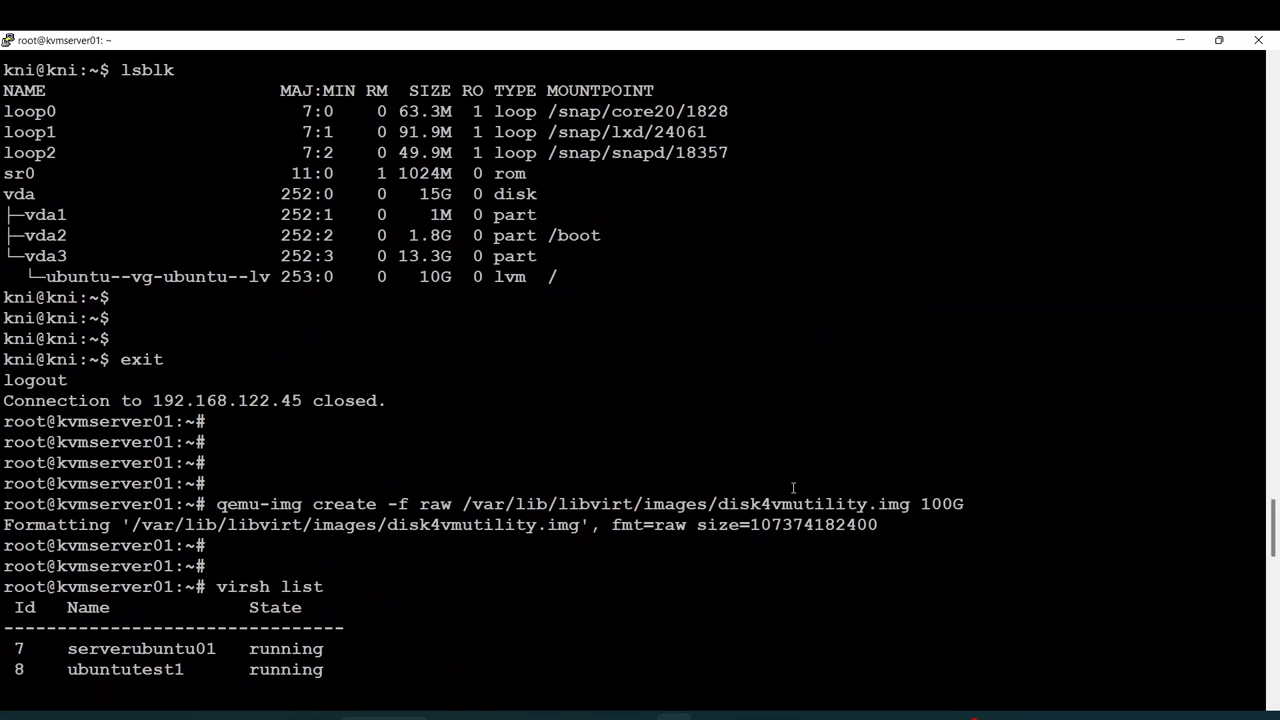 root@kvmserver01: ~
kni@kni:~$ lsblk
NAME                      MAJ:MIN RM  SIZE RO TYPE MOUNTPOINT
loop0                       7:0    0 63.3M  1 loop /snap/core20/1828
loop1                       7:1    0 91.9M  1 loop /snap/lxd/24061
loop2                       7:2    0 49.9M  1 loop /snap/snapd/18357
sr0                        11:0    1 1024M  0 rom
vda                       252:0    0   15G  0 disk
├─vda1                    252:1    0    1M  0 part
├─vda2                    252:2    0  1.8G  0 part /boot
└─vda3                    252:3    0 13.3G  0 part
  └─ubuntu--vg-ubuntu--lv 253:0    0   10G  0 lvm  /
kni@kni:~$
kni@kni:~$
kni@kni:~$
kni@kni:~$ exit
logout
Connection to 192.168.122.45 closed.
root@kvmserver01:~#
root@kvmserver01:~#
root@kvmserver01:~#
root@kvmserver01:~#
root@kvmserver01:~# qemu-img create -f raw /var/lib/libvirt/images/disk4vmutility.img 100G
Formatting '/var/lib/libvirt/images/disk4vmutility.img', fmt=raw size=107374182400
root@kvmserver01:~#
root@kvmserver01:~#
root@kvmserver01:~# virsh list
 Id   Name             State
--------------------------------
 7    serverubuntu01   running
 8    ubuntutest1      running